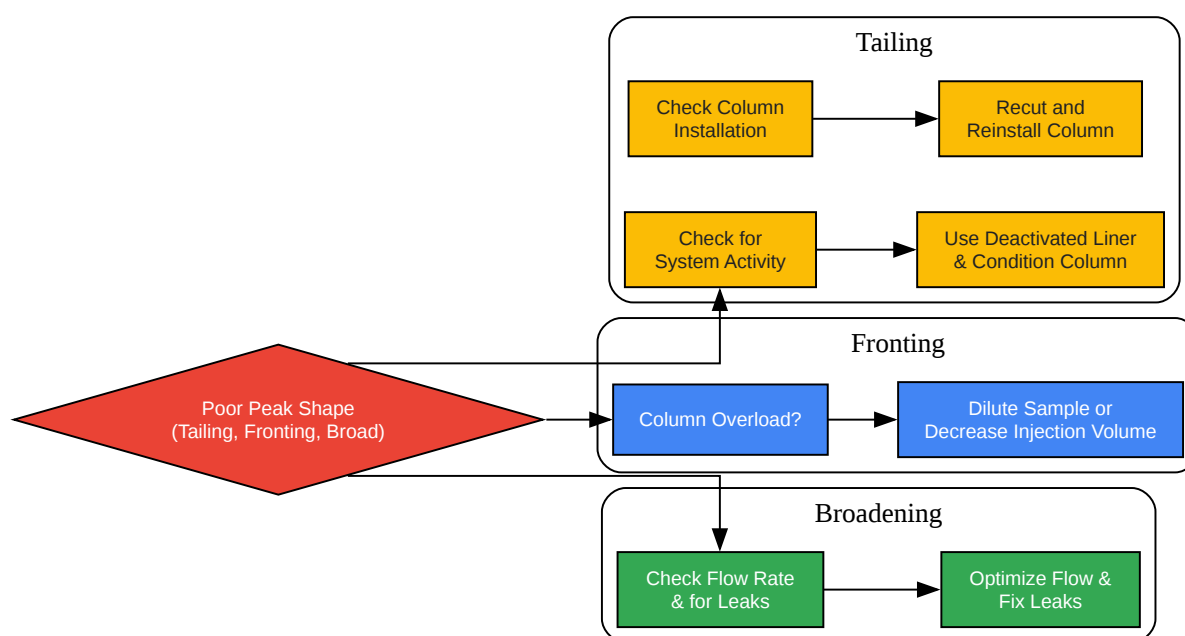 Tailing
Check Column
Installation
Recut and
Reinstall Column
Check for
System Activity
Use Deactivated Liner
& Condition Column
Poor Peak Shape
(Tailing, Fronting, Broad)
Fronting
Column Overload?
Dilute Sample or
Decrease Injection Volume
Broadening
Check Flow Rate
& for Leaks
Optimize Flow &
Fix Leaks